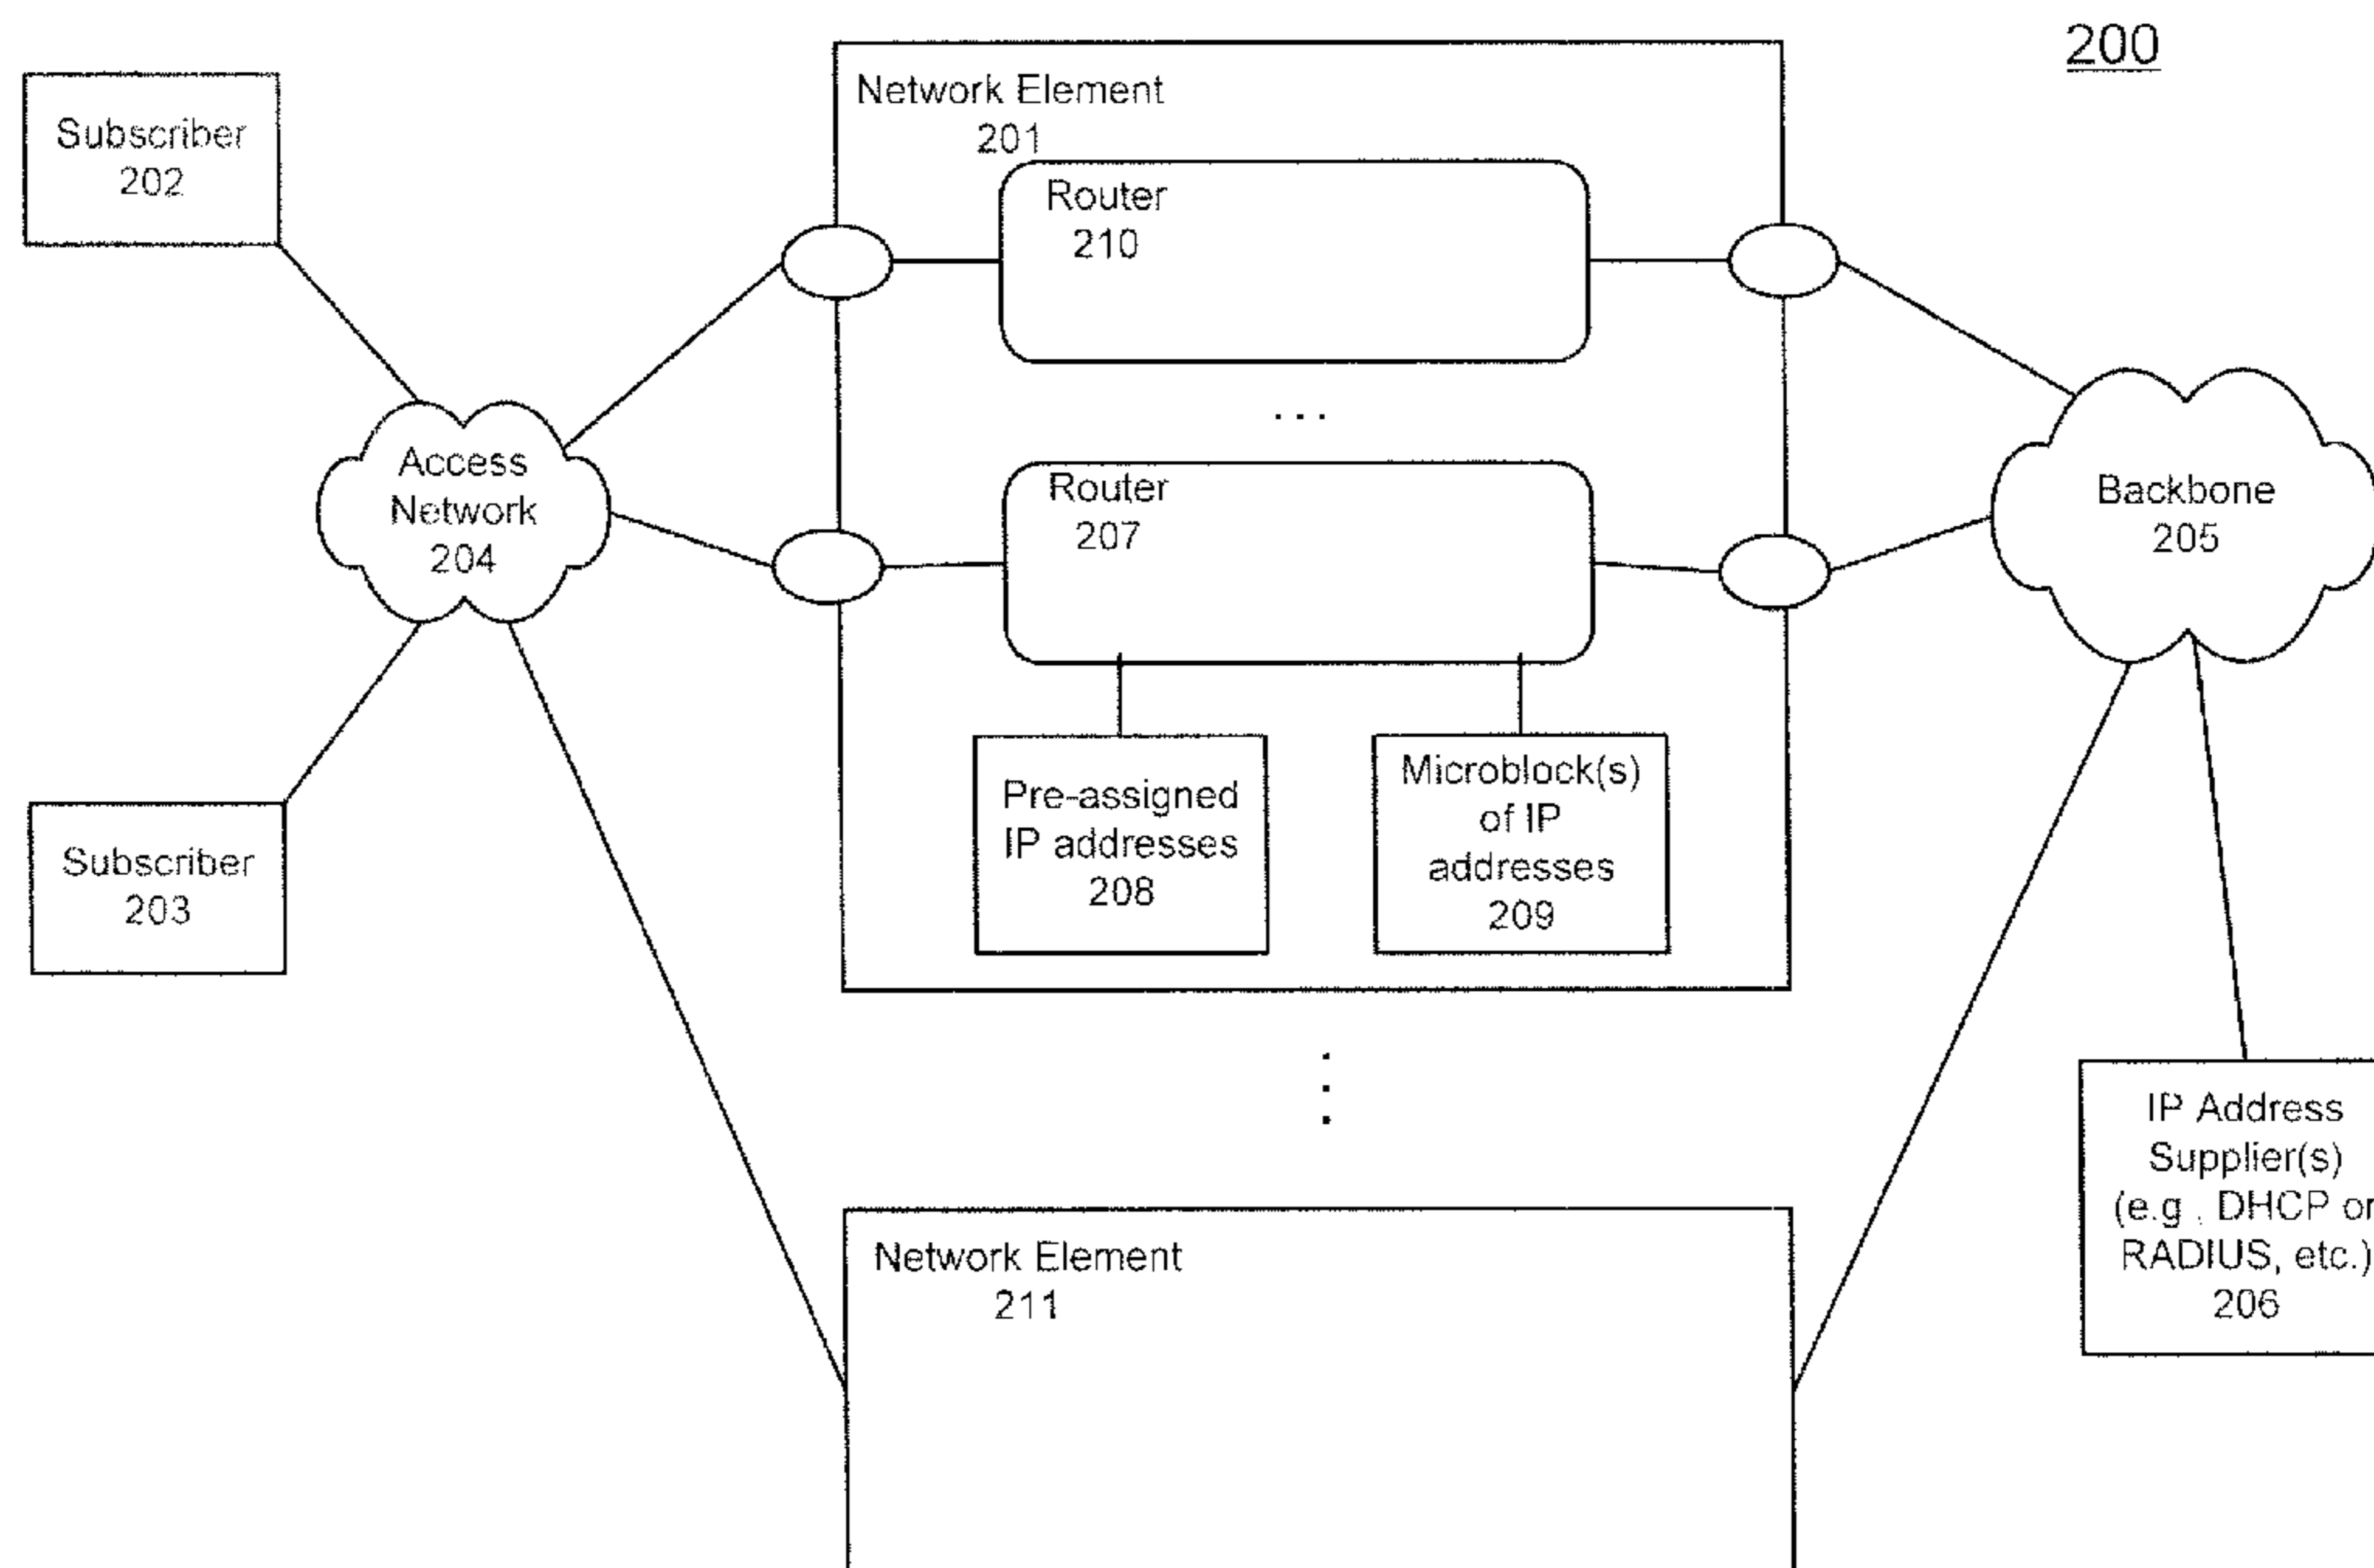 200
Subscriber
202
Network Element
201
Router
210
...
Access
Network
204
Router
207
Backbone
205
Pre-assigned
IP addresses
208
Microblock(s)
of IP
addresses
209
Subscriber
203
IP Address
Supplier(s)
(e.g., DHCP or
RADIUS, etc.)
206
Network Element
211